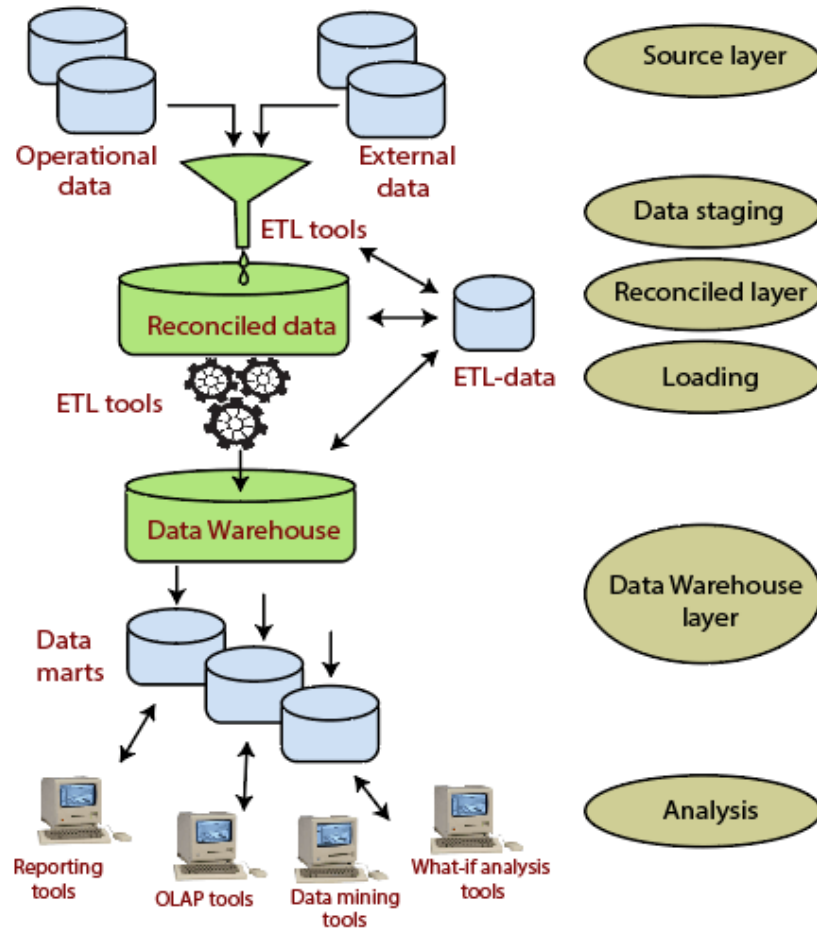 Source layer
Operational
data
External
data
Data staging
ETL tools
Reconciled layer
Reconciled data
ETL-data
Loading
ETL tools
Data Warehouse
Data Warehouse
layer
Data
marts
Analysis
Reporting
tools
OLAP tools
Data mining
tools
What-if analysis
tools